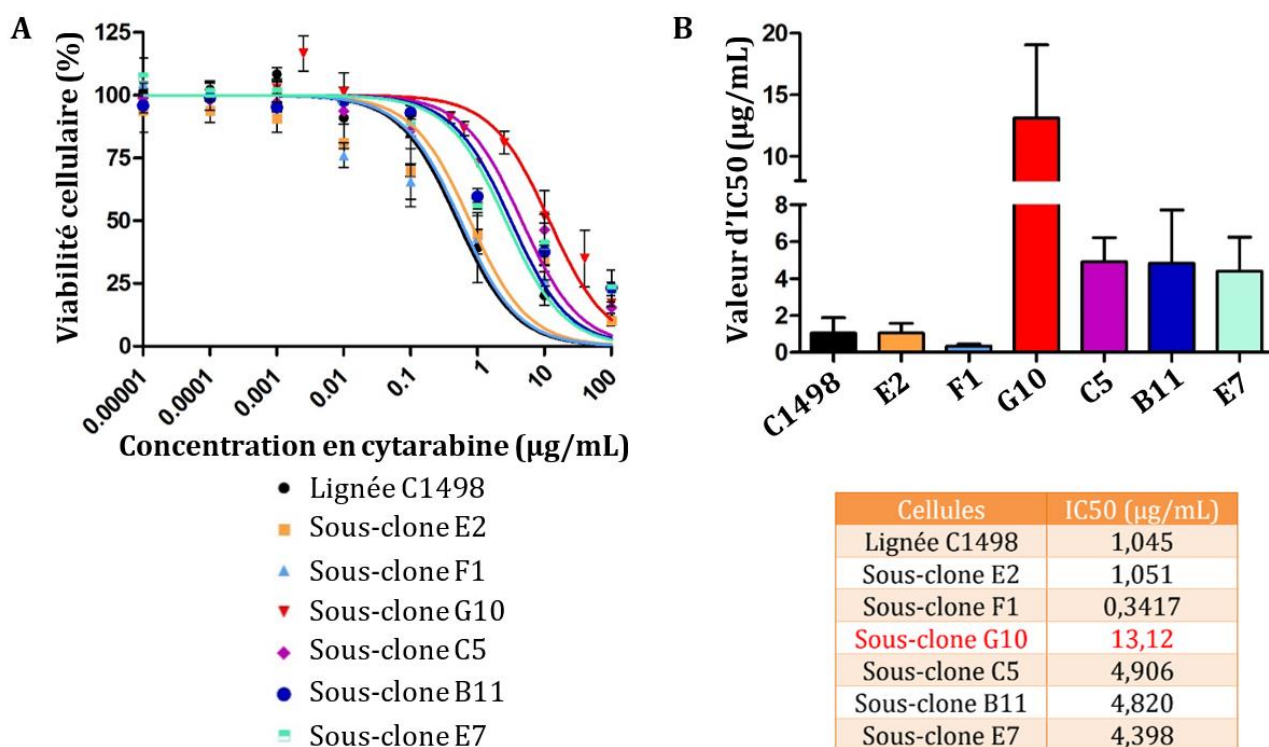 A
Viabilité cellulaire (%)
125
100
75
50
25
0
0.00001
0.0001
0.001
0.01
0.1
1
10
100
Concentration en cytarabine (µg/mL)
Lignée C1498
Sous-clone E2
Sous-clone F1
Sous-clone G10
Sous-clone C5
Sous-clone B11
Sous-clone E7
B
Valeur d'IC50 (µg/mL)
20
15
10
8
6
4
2
0
C1498
E2
F1
G10
C5
B11
E7
Cellules IC50 (µg/mL)
Lignée C1498 1,045
Sous-clone E2 1,051
Sous-clone F1 0,3417
Sous-clone G10 13,12
Sous-clone C5 4,906
Sous-clone B11 4,820
Sous-clone E7 4,398